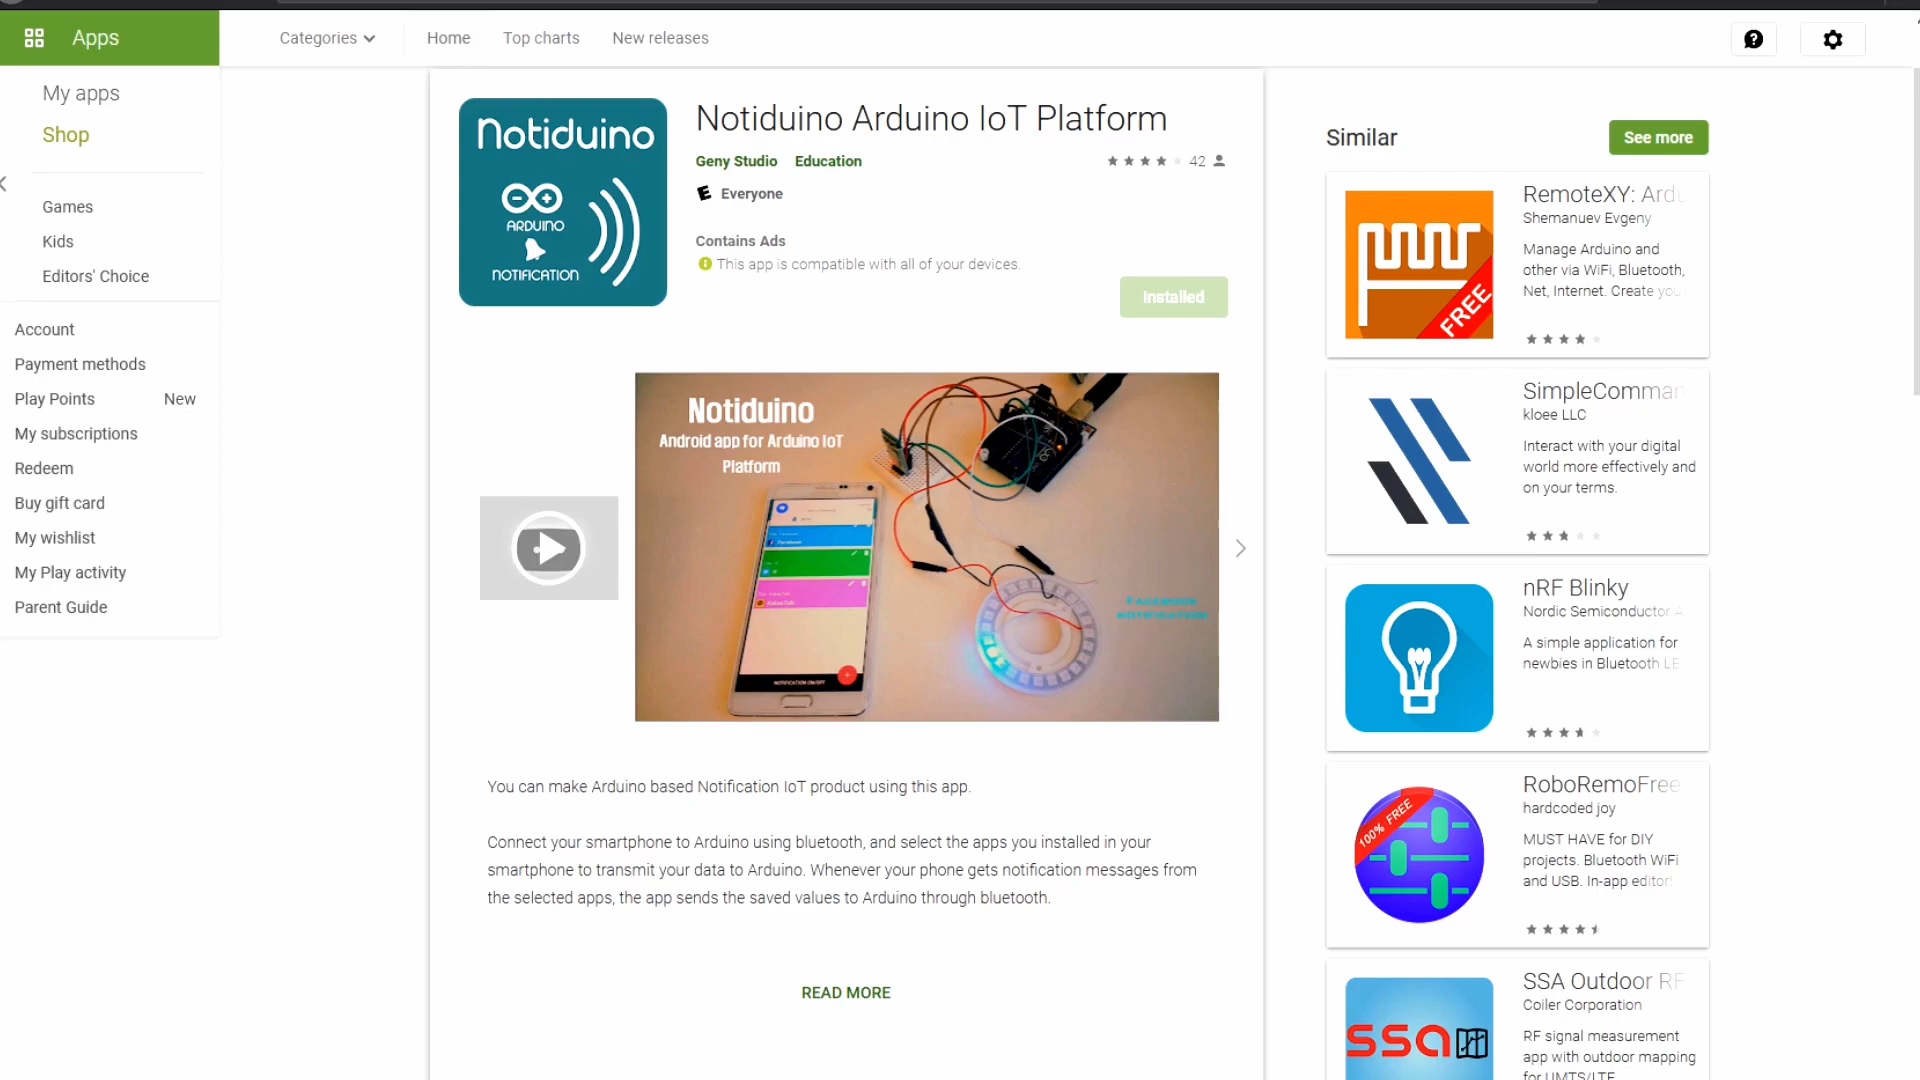 Apps
Categories
Home
Top charts
New releases
My apps
Shop
Games
Kids
Editors' Choice
Account
Payment methods
Play Points New
My subscriptions
Redeem
Buy gift card
My wishlist
My Play activity
Parent Guide
Notiduino
ARDUINO
NOTIFICATION
Notiduino Arduino IoT Platform
Geny Studio Education
42
Everyone
Contains Ads
This app is compatible with all of your devices.
Installed
Notiduino
Android app for Arduino IoT
Platform
Facebook
NOTIFICATION ON/OFF
FACEBOOK
NOTIFICATION
You can make Arduino based Notification IoT product using this app.
Connect your smartphone to Arduino using bluetooth, and select the apps you installed in your
smartphone to transmit your data to Arduino. Whenever your phone gets notification messages from
the selected apps, the app sends the saved values to Arduino through bluetooth.
READ MORE
Similar
See more
FREE
RemoteXY: Ardu
Shemanuev Evgeny
Manage Arduino and
other via WiFi, Bluetooth,
Net, Internet. Create you
SimpleComman
kloee LLC
Interact with your digital
world more effectively and
on your terms.
nRF Blinky
Nordic Semiconductor A
A simple application for
newbies in Bluetooth LE
100% FREE
RoboRemoFree
hardcoded joy
MUST HAVE for DIY
projects. Bluetooth WiFi
and USB. In-app editor!
ssa
SSA Outdoor RF
Coiler Corporation
RF signal measurement
app with outdoor mapping
for UMTS/LTE